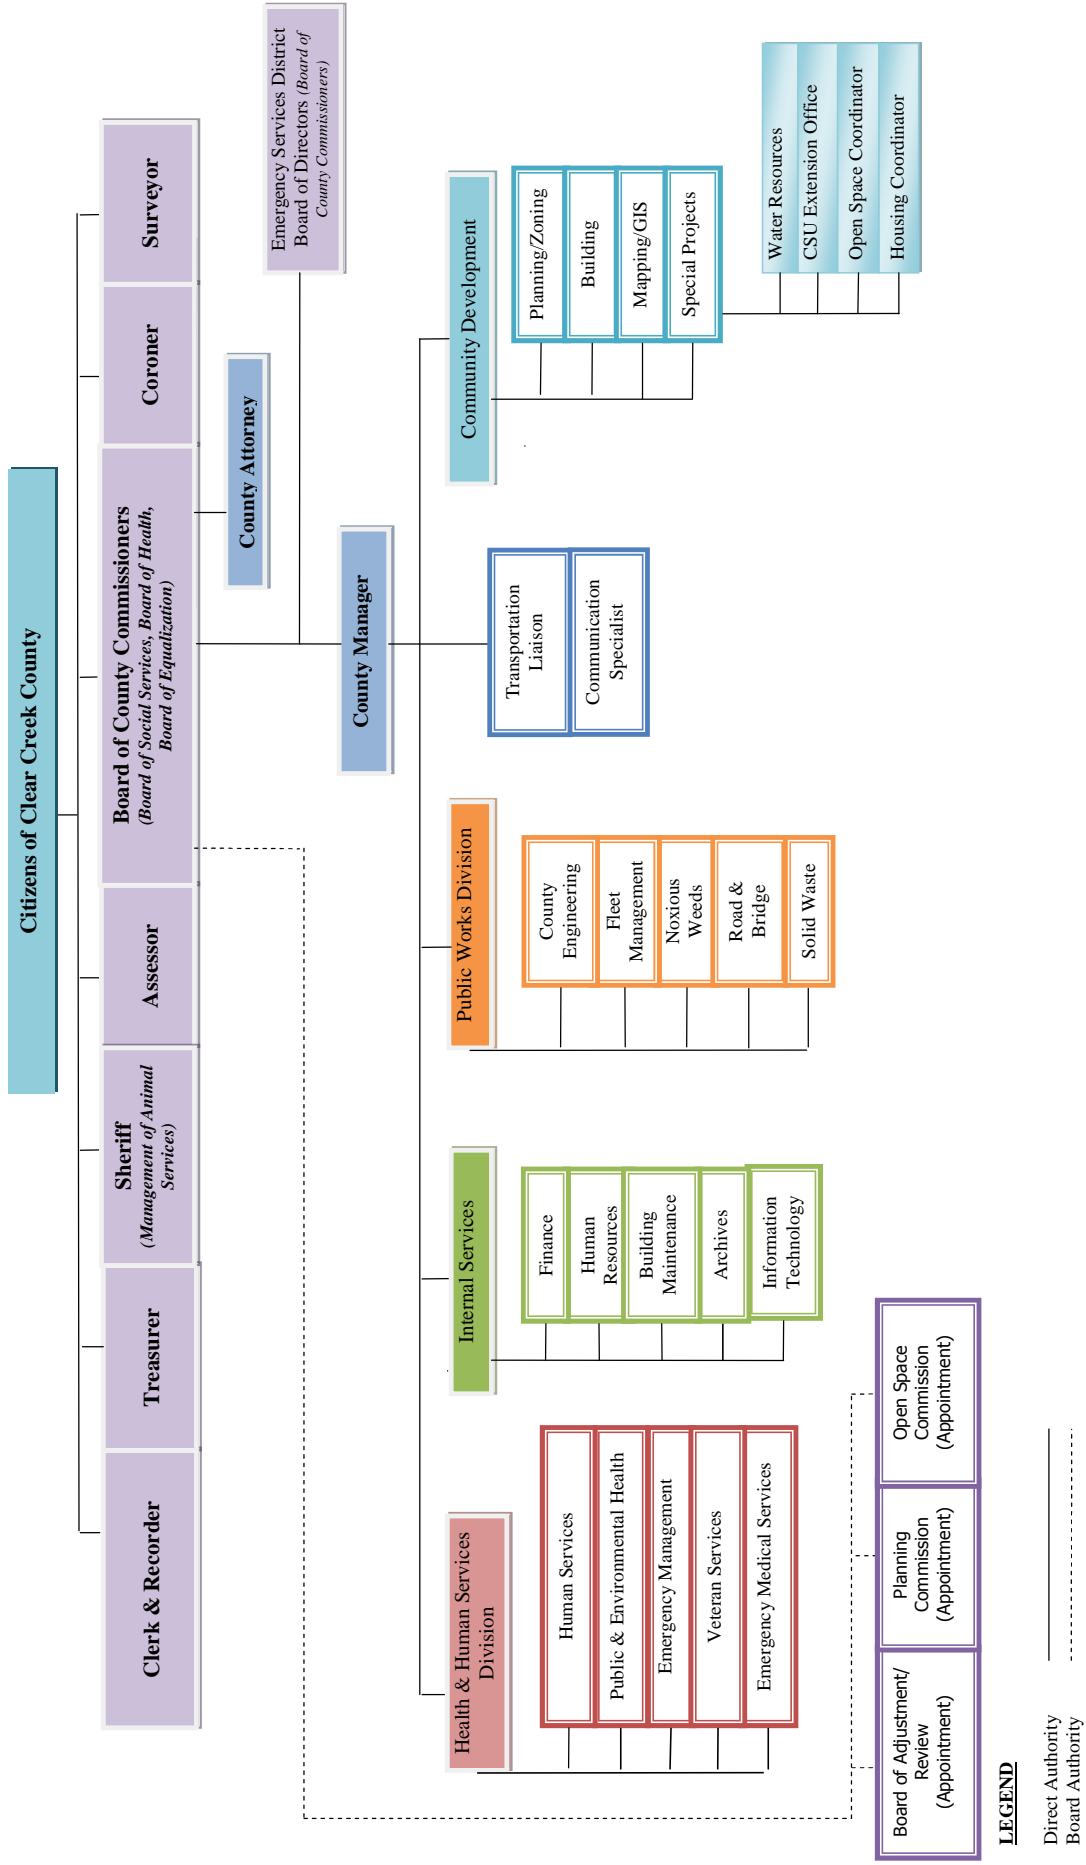 Citizens of Clear Creek County
Clerk & Recorder
Treasurer
Sheriff
(Management of Animal
Services)
Assessor
Board of County Commissioners
(Board of Social Services, Board of Health,
Board of Equalization)
Coroner
Surveyor
County Attorney
Emergency Services District
Board of Directors (Board of
County Commissioners)
County Manager
Health & Human Services
Division
Human Services
Public & Environmental Health
Emergency Management
Veteran Services
Emergency Medical Services
Internal Services
Finance
Human
Resources
Building
Maintenance
Archives
Information
Technology
Public Works Division
County
Engineering
Fleet
Management
Noxious
Weeds
Road &
Bridge
Solid Waste
Transportation
Liaison
Communication
Specialist
Community Development
Planning/Zoning
Building
Mapping/GIS
Special Projects
Water Resources
CSU Extension Office
Open Space Coordinator
Housing Coordinator
Board of Adjustment/
Review
(Appointment)
Planning
Commission
(Appointment)
Open Space
Commission
(Appointment)
LEGEND
Direct Authority
Board Authority